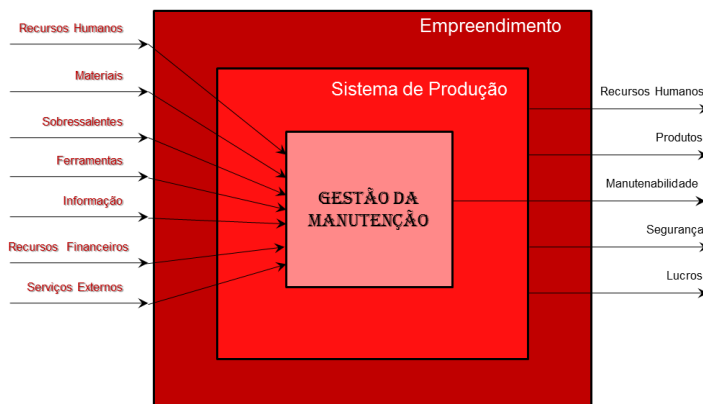 Empreendimento
Sistema de Produção
GESTÃO DA
MANUTENÇÃO
Recursos Humanos
Materiais
Sobressalentes
Ferramentas
Informação
Recursos Financeiros
Serviços Externos
Recursos Humanos
Produtos
Manutenabilidade
Segurança
Lucros